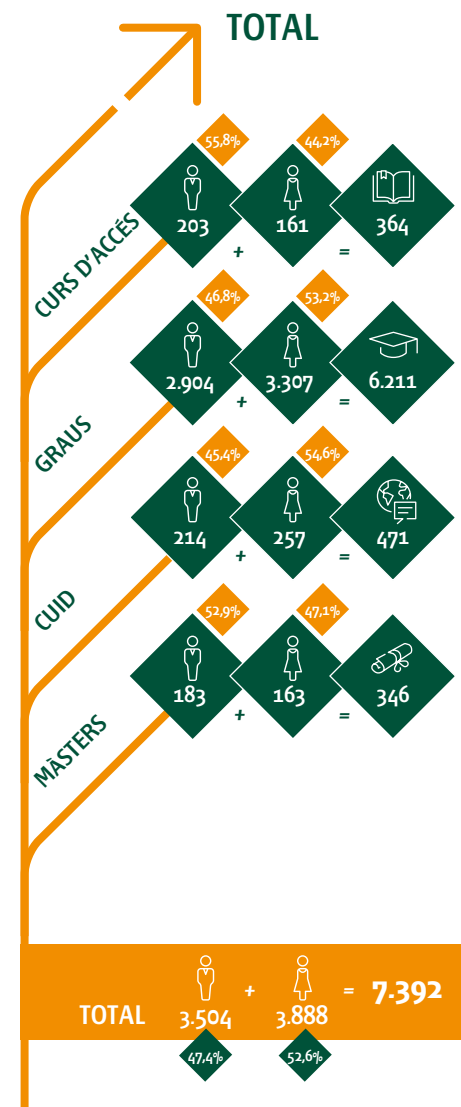 TOTAL
55,8% 44,2%
CURS D'ACCÉS
203 161 364
+ =
46,8% 53,2%
GRAUS
2.904 3.307 6.211
+ =
45,4% 54,6%
CUID
214 257 471
+ =
52,9% 47,1%
MÀSTERS
183 163 346
+ =
+ = 7.392
TOTAL 3.504 3.888
47,4% 52,6%